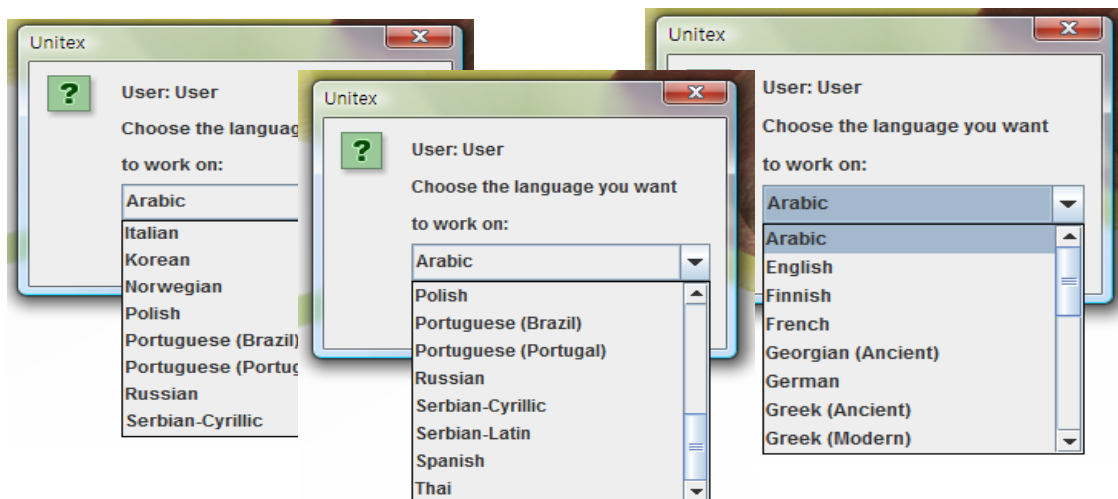 Unitex
User: User
Choose the languag
to work on:
Arabic
Italian
Korean
Norwegian
Polish
Portuguese (Brazil)
Portuguese (Portug
Russian
Serbian-Cyrillic
Unitex
User: User
Choose the language you want
to work on:
Arabic
Polish
Portuguese (Brazil)
Portuguese (Portugal)
Russian
Serbian-Cyrillic
Serbian-Latin
Spanish
Thai
Unitex
User: User
Choose the language you want
to work on:
Arabic
Arabic
English
Finnish
French
Georgian (Ancient)
German
Greek (Ancient)
Greek (Modern)